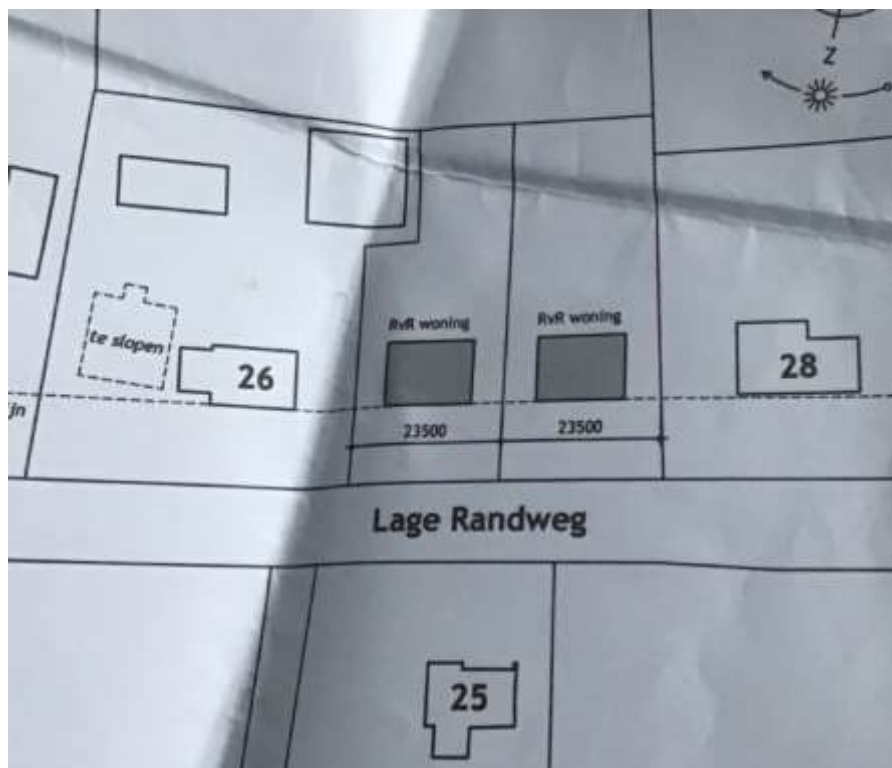 Z
RvR woning
RvR woning
te slopen
26
28
jn
23500
23500
Lage Randweg
25